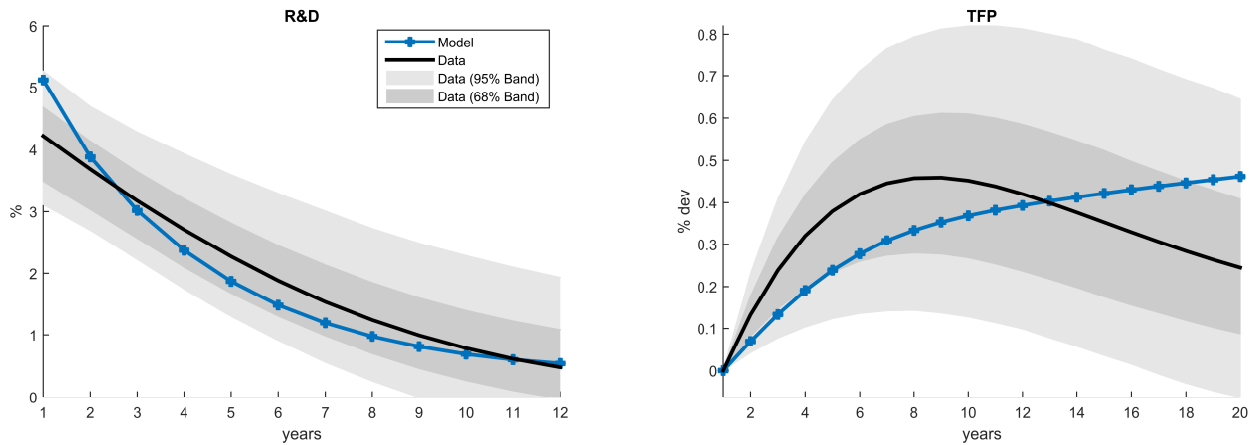 R&D
6
5
4
3
2
1
0
%
1 2 3 4 5 6 7 8 9 10 11 12
years
Model
Data
Data (95% Band)
Data (68% Band)
TFP
0.8
0.7
0.6
0.5
0.4
0.3
0.2
0.1
0
% dev
2 4 6 8 10 12 14 16 18 20
years